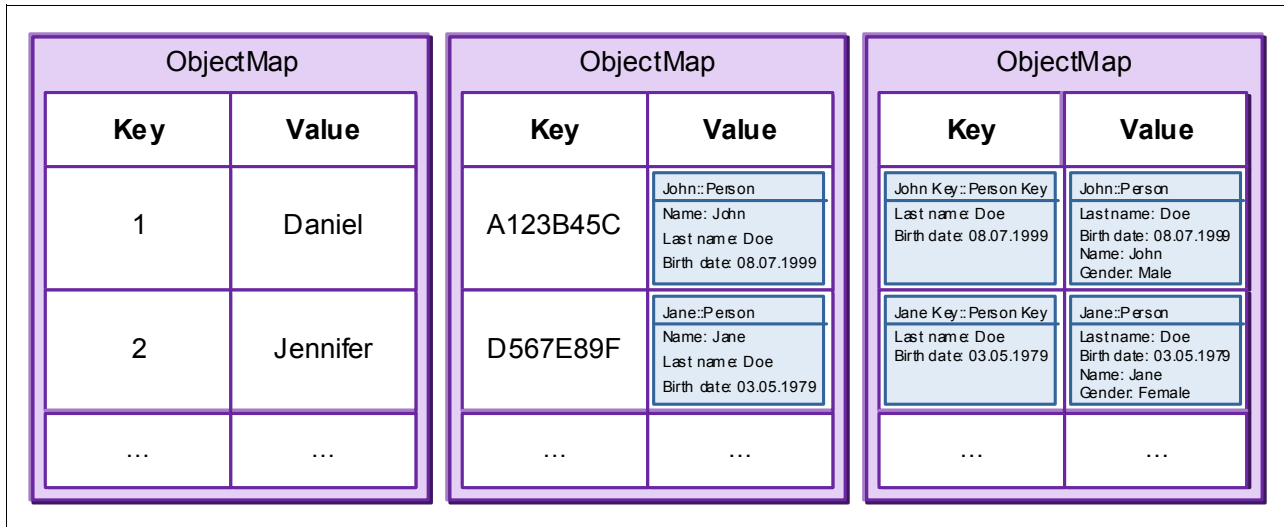 ObjectMap
Key Value
1 Daniel
2 Jennifer
... ...
ObjectMap
Key Value
A123B45C
John::Person
Name: John
Last name: Doe
Birth date: 08.07.1999
D567E89F
Jane::Person
Name: Jane
Last name: Doe
Birth date: 03.05.1979
... ...
ObjectMap
Key Value
John Key::Person Key
Last name: Doe
Birth date: 08.07.1999
John::Person
Last name: Doe
Birth date: 08.07.1999
Name: John
Gender: Male
Jane Key::Person Key
Last name: Doe
Birth date: 03.05.1979
Jane::Person
Last name: Doe
Birth date: 03.05.1979
Name: Jane
Gender: Female
... ...